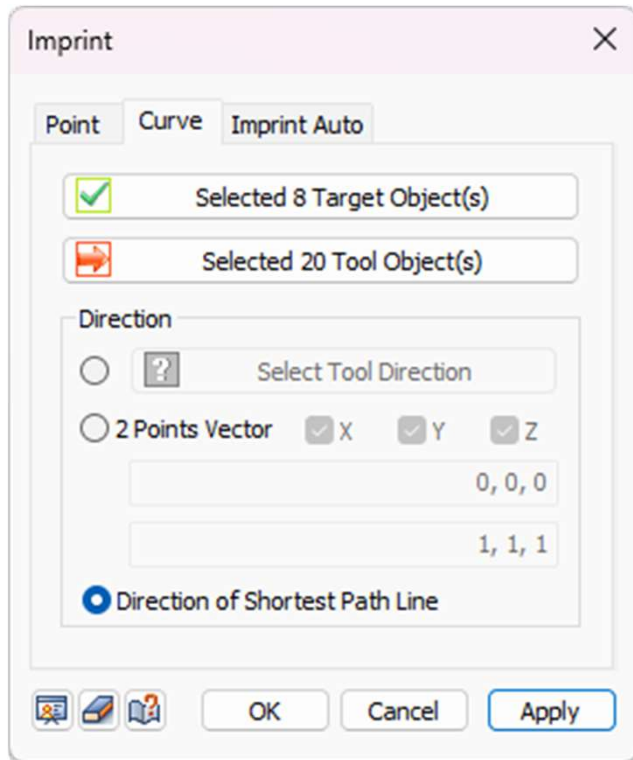 Imprint
Point Curve Imprint Auto
Selected 8 Target Object(s)
Selected 20 Tool Object(s)
Direction
? Select Tool Direction
2 Points Vector X Y Z
0, 0, 0
1, 1, 1
Direction of Shortest Path Line
OK Cancel Apply